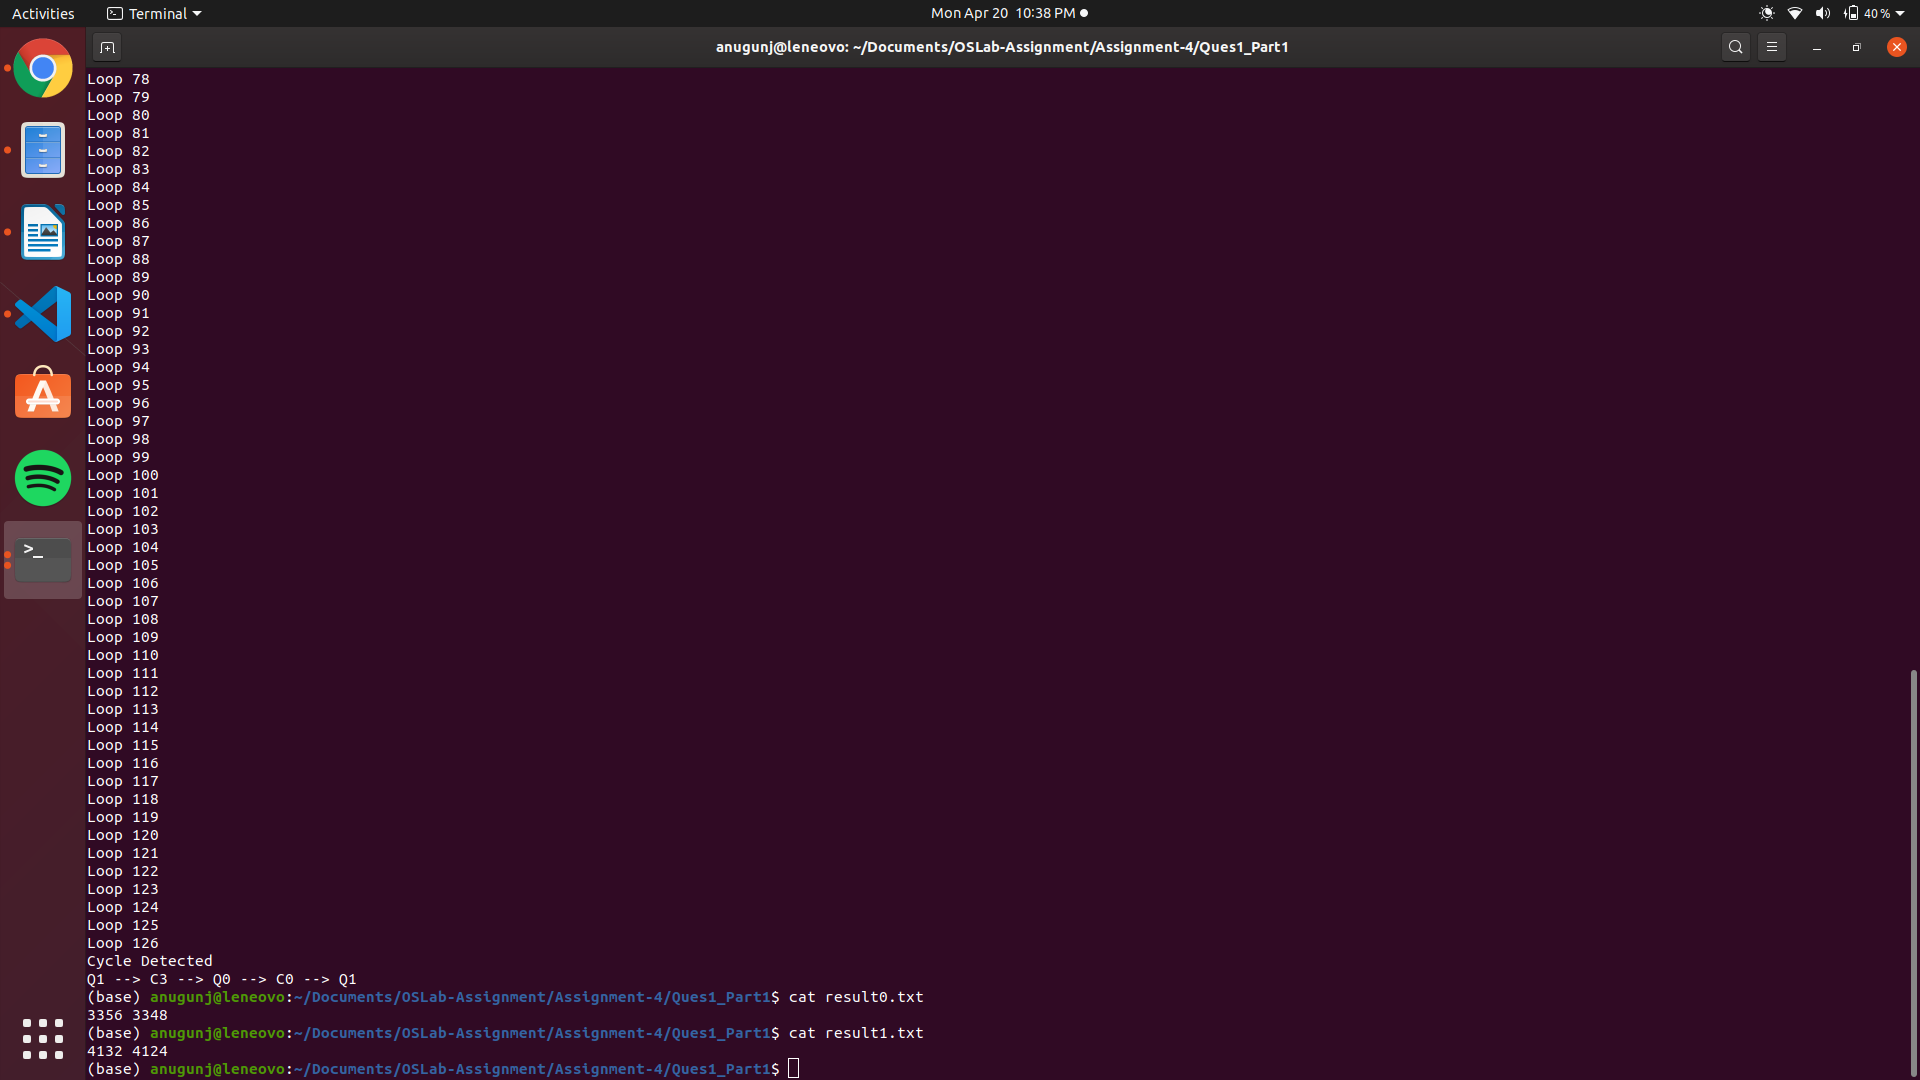 Activities
Terminal
Mon Apr 20 10:38 PM
40 %
anugunj@leneovo: ~/Documents/OSLab-Assignment/Assignment-4/Ques1_Part1
Loop 78
Loop 79
Loop 80
Loop 81
Loop 82
Loop 83
Loop 84
Loop 85
Loop 86
Loop 87
Loop 88
Loop 89
Loop 90
Loop 91
Loop 92
Loop 93
Loop 94
Loop 95
Loop 96
Loop 97
Loop 98
Loop 99
Loop 100
Loop 101
Loop 102
Loop 103
Loop 104
Loop 105
Loop 106
Loop 107
Loop 108
Loop 109
Loop 110
Loop 111
Loop 112
Loop 113
Loop 114
Loop 115
Loop 116
Loop 117
Loop 118
Loop 119
Loop 120
Loop 121
Loop 122
Loop 123
Loop 124
Loop 125
Loop 126
Cycle Detected
Q1 --> C3 --> Q0 --> C0 --> Q1
(base) anugunj@leneovo:~/Documents/OSLab-Assignment/Assignment-4/Ques1_Part1$ cat result0.txt
3356 3348
(base) anugunj@leneovo:~/Documents/OSLab-Assignment/Assignment-4/Ques1_Part1$ cat result1.txt
4132 4124
(base) anugunj@leneovo:~/Documents/OSLab-Assignment/Assignment-4/Ques1_Part1$